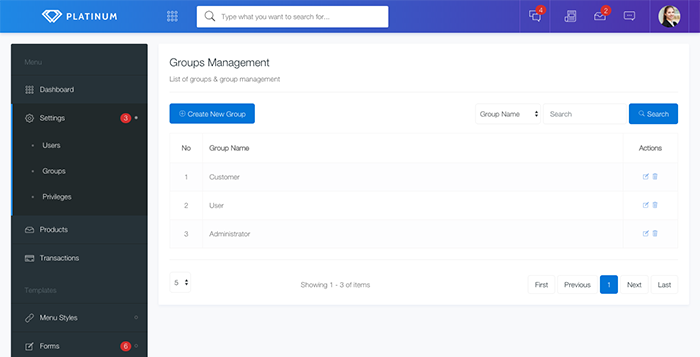 PLATINUM
Type what you want to search for...
4
2
Menu
Dashboard
Settings
3
Users
Groups
Privileges
Products
Transactions
Templates
Menu Styles
Forms
6
Groups Management
List of groups & group management
Create New Group
Group Name
Search
Search
No Group Name Actions
1 Customer
2 User
3 Administrator
5
Showing 1 - 3 of items
First Previous 1 Next Last